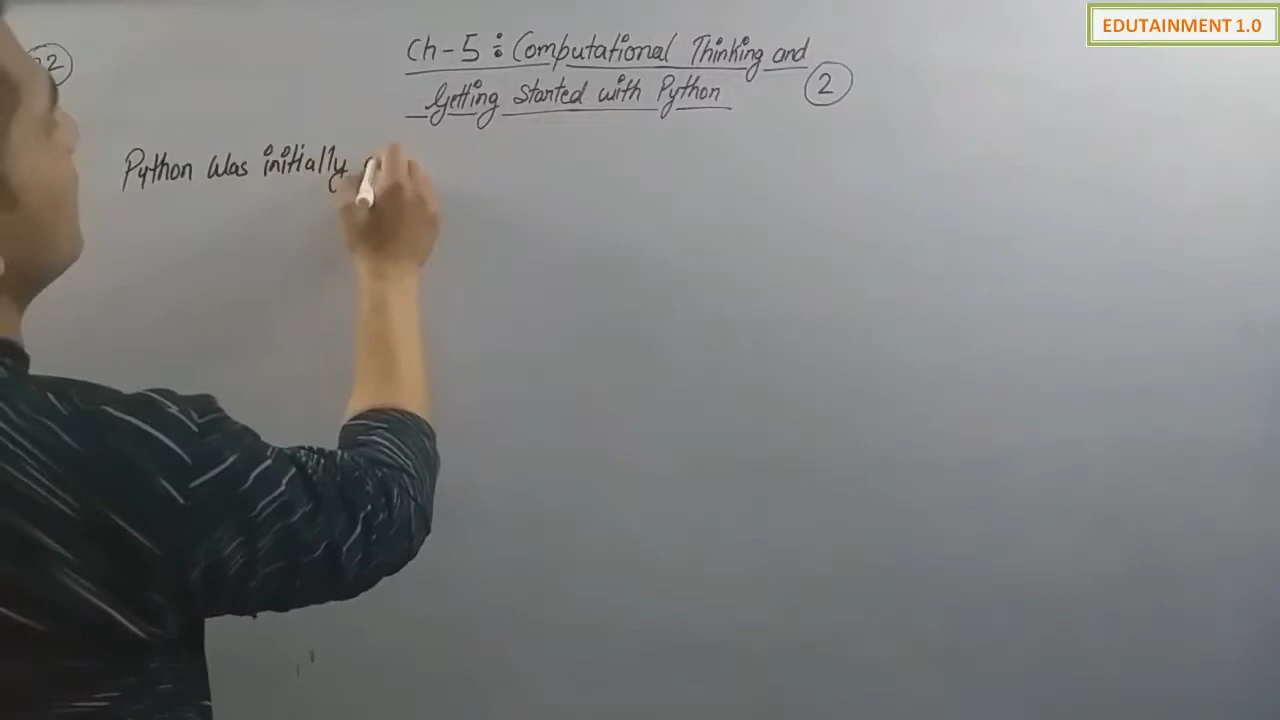 EDUTAINMENT 1.0
Ch - 5 : Computational Thinking and
Getting Started with Python
2
Python was initially